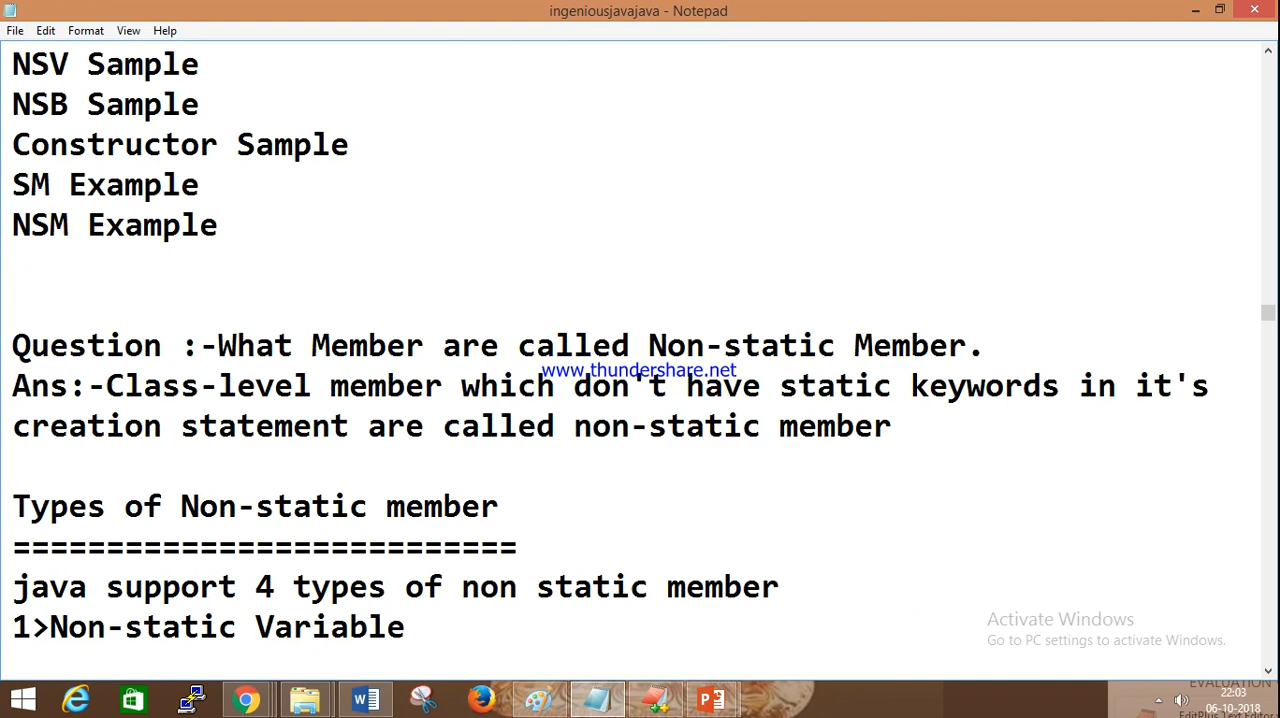 ingeniousjavajava - Notepad
File Edit Format View Help
NSV Sample
NSB Sample
Constructor Sample
SM Example
NSM Example
Question :-What Member are called Non-static Member.
www.thundershare.net
Ans:-Class-level member which don't have static keywords in it's
creation statement are called non-static member
Types of Non-static member
===========================
java support 4 types of non static member
1>Non-static Variable
Activate Windows
Go to PC settings to activate Windows.
EVALUATION
22:03
06-10-2018